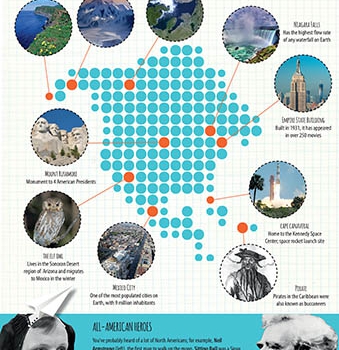 NIAGARA FALLS
Has the highest flow rate
of any waterfall on Earth
EMPIRE STATE BUILDING
Built in 1931, it has appeared
in over 250 movies
MOUNT RUSHMORE
Monument to 4 American Presidents
CAPE CANAVERAL
Home to the Kennedy Space
Center; space rocket launch site
THE ELF OWL
Lives in the Sonoran Desert
region of Arizona and migrates
to Mexico in the winter
MEXICO CITY
One of the most populated cities on
Earth, with 9 million inhabitants
PIRATE
Pirates in the Caribbean were
also known as buccaneers
ALL-AMERICAN HEROES
You've probably heard of a lot of North Americans; for example, Neil
Armstrong (left), the first man to walk on the moon. Sitting Bull was a Sioux